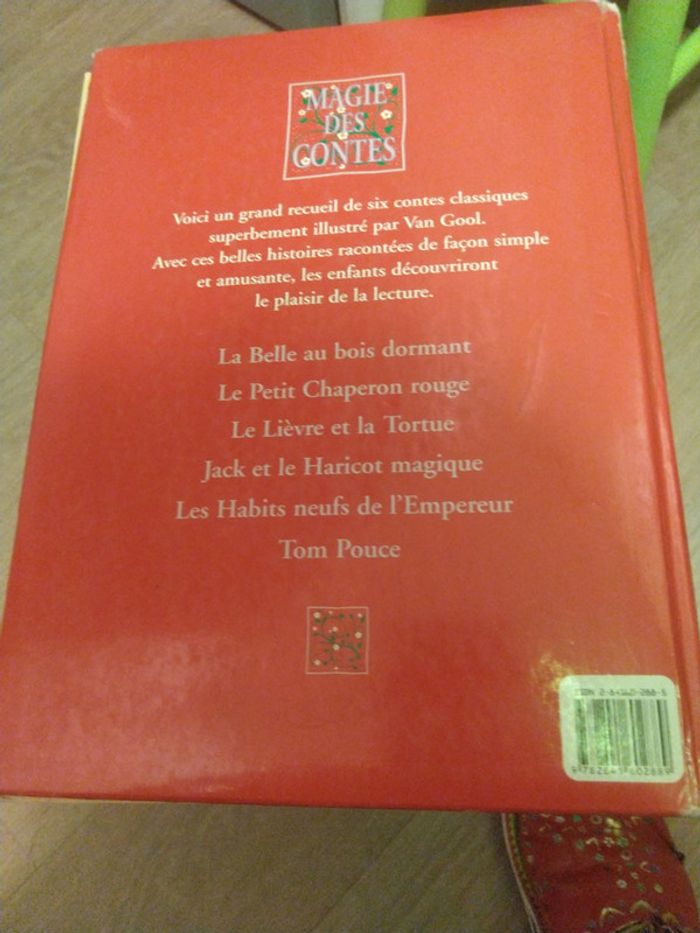 MAGIE
DES
CONTES
Voici un grand recueil de six contes classiques
superbement illustré par Van Gool.
Avec ces belles histoires racontées de façon simple
et amusante, les enfants découvriront
le plaisir de la lecture.
La Belle au bois dormant
Le Petit Chaperon rouge
Le Lièvre et la Tortue
Jack et le Haricot magique
Les Habits neufs de l'Empereur
Tom Pouce
ISBN